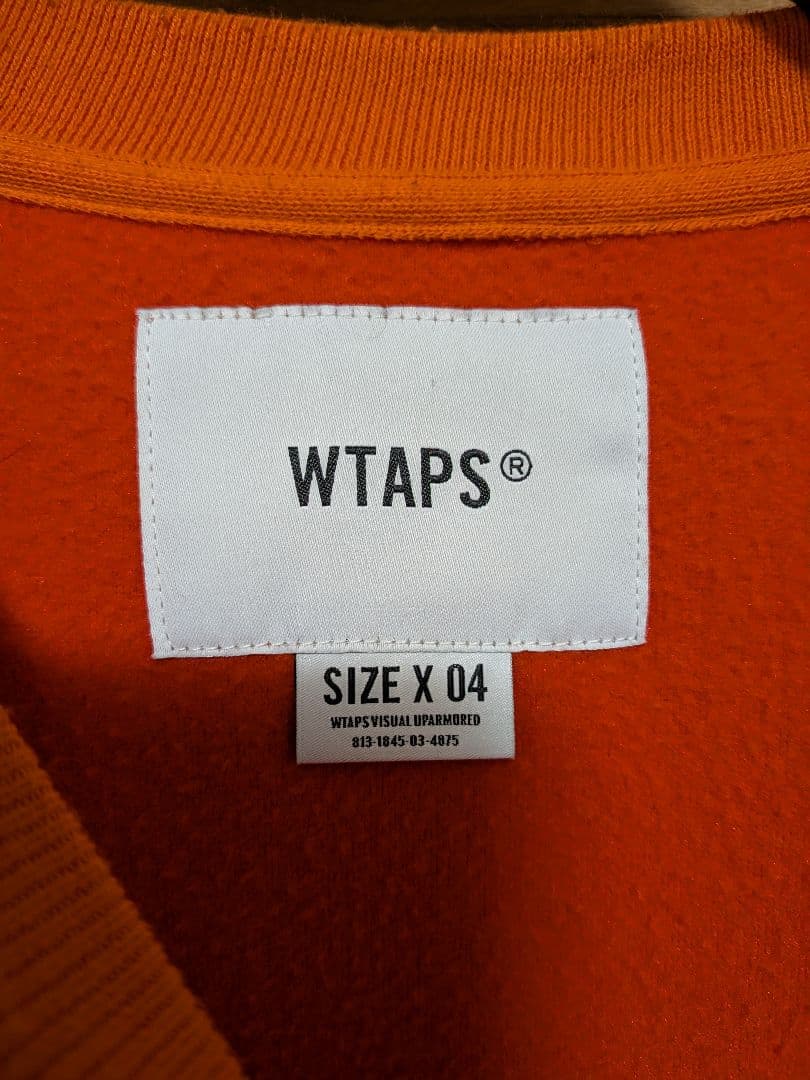 WTAPS®
SIZE X 04
WTAPS VISUAL UPARMORED
813-1845-03-4875